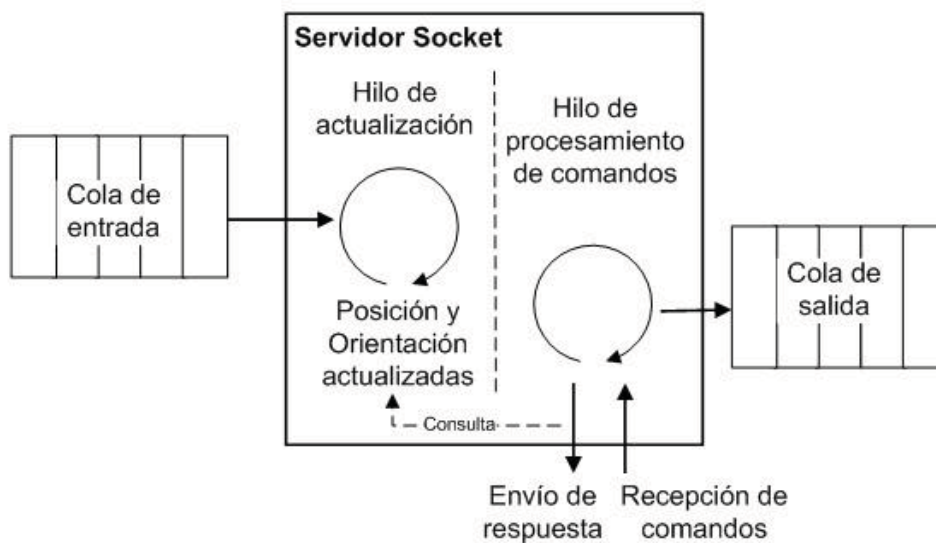 Servidor Socket
Hilo de
actualización
Hilo de
procesamiento
de comandos
Cola de
entrada
Cola de
salida
Posición y
Orientación
actualizadas
Consulta
Envío de
respuesta
Recepción de
comandos